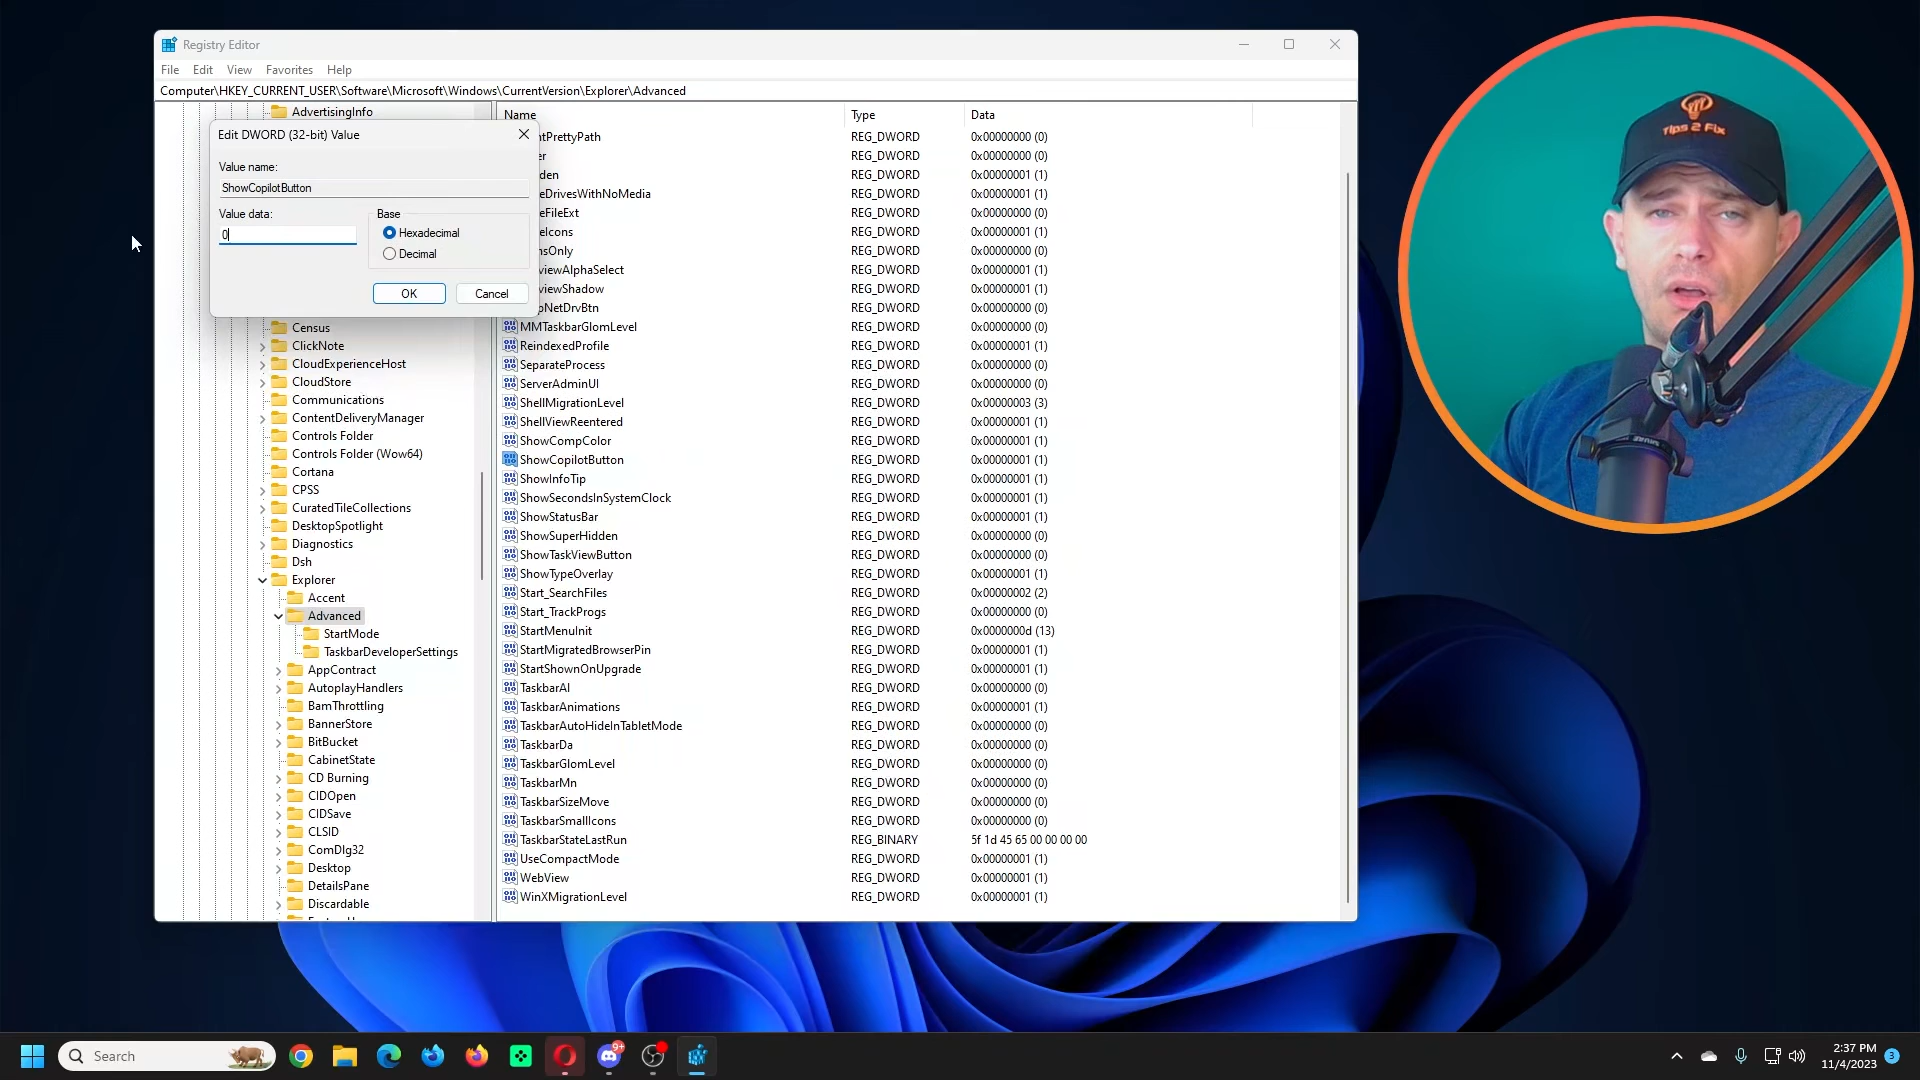 Registry Editor
File Edit View Favorites Help
Computer\HKEY_CURRENT_USER\Software\Microsoft\Windows\CurrentVersion\Explorer\Advanced
AdvertisingInfo
Edit DWORD (32-bit) Value
Value name:
ShowCopilotButton
Value data:
0
Base
Hexadecimal
Decimal
OK
Cancel
Census
ClickNote
CloudExperienceHost
CloudStore
Communications
ContentDeliveryManager
Controls Folder
Controls Folder (Wow64)
Cortana
CPSS
CuratedTileCollections
DesktopSpotlight
Diagnostics
Dsh
Explorer
Accent
Advanced
StartMode
TaskbarDeveloperSettings
AppContract
AutoplayHandlers
BamThrottling
BannerStore
BitBucket
CabinetState
CD Burning
CIDOpen
CIDSave
CLSID
ComDlg32
Desktop
DetailsPane
Discardable
Name Type Data
ntPrettyPath REG_DWORD 0x00000000 (0)
er REG_DWORD 0x00000000 (0)
den REG_DWORD 0x00000001 (1)
eDrivesWithNoMedia REG_DWORD 0x00000001 (1)
eFileExt REG_DWORD 0x00000000 (0)
eIcons REG_DWORD 0x00000001 (1)
nsOnly REG_DWORD 0x00000000 (0)
viewAlphaSelect REG_DWORD 0x00000001 (1)
viewShadow REG_DWORD 0x00000001 (1)
pNetDrvBtn REG_DWORD 0x00000000 (0)
MMTaskbarGlomLevel REG_DWORD 0x00000000 (0)
ReindexedProfile REG_DWORD 0x00000001 (1)
SeparateProcess REG_DWORD 0x00000000 (0)
ServerAdminUI REG_DWORD 0x00000000 (0)
ShellMigrationLevel REG_DWORD 0x00000003 (3)
ShellViewReentered REG_DWORD 0x00000001 (1)
ShowCompColor REG_DWORD 0x00000001 (1)
ShowCopilotButton REG_DWORD 0x00000001 (1)
ShowInfoTip REG_DWORD 0x00000001 (1)
ShowSecondsInSystemClock REG_DWORD 0x00000001 (1)
ShowStatusBar REG_DWORD 0x00000001 (1)
ShowSuperHidden REG_DWORD 0x00000000 (0)
ShowTaskViewButton REG_DWORD 0x00000000 (0)
ShowTypeOverlay REG_DWORD 0x00000001 (1)
Start_SearchFiles REG_DWORD 0x00000002 (2)
Start_TrackProgs REG_DWORD 0x00000000 (0)
StartMenuInit REG_DWORD 0x0000000d (13)
StartMigratedBrowserPin REG_DWORD 0x00000001 (1)
StartShownOnUpgrade REG_DWORD 0x00000001 (1)
TaskbarAl REG_DWORD 0x00000000 (0)
TaskbarAnimations REG_DWORD 0x00000001 (1)
TaskbarAutoHideInTabletMode REG_DWORD 0x00000000 (0)
TaskbarDa REG_DWORD 0x00000000 (0)
TaskbarGlomLevel REG_DWORD 0x00000000 (0)
TaskbarMn REG_DWORD 0x00000000 (0)
TaskbarSizeMove REG_DWORD 0x00000000 (0)
TaskbarSmallIcons REG_DWORD 0x00000000 (0)
TaskbarStateLastRun REG_BINARY 5f 1d 45 65 00 00 00 00
UseCompactMode REG_DWORD 0x00000001 (1)
WebView REG_DWORD 0x00000001 (1)
WinXMigrationLevel REG_DWORD 0x00000001 (1)
Tips 2 Fix
SHURE
Search
9+
2:37 PM
11/4/2023
3